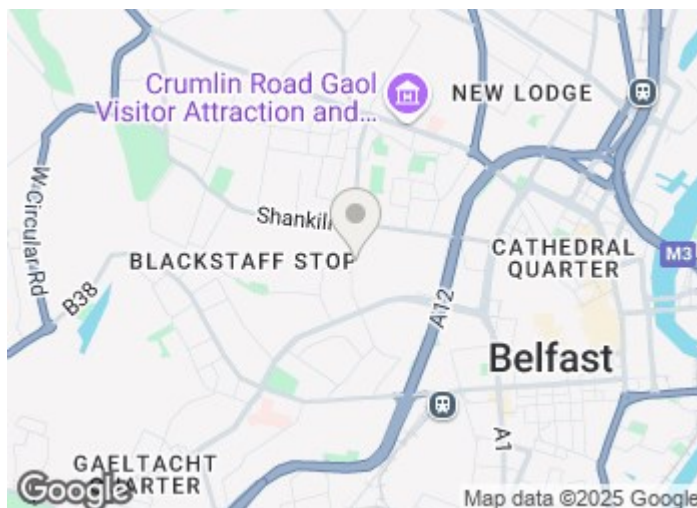 Crumlin Road Gaol
Visitor Attraction and...
NEW LODGE
W Circular Rd
Shankill
BLACKSTAFF STOP
CATHEDRAL
QUARTER
M3
B38
A12
Belfast
A1
GAELTACHT
QUARTER
Google
Map data ©2025 Google